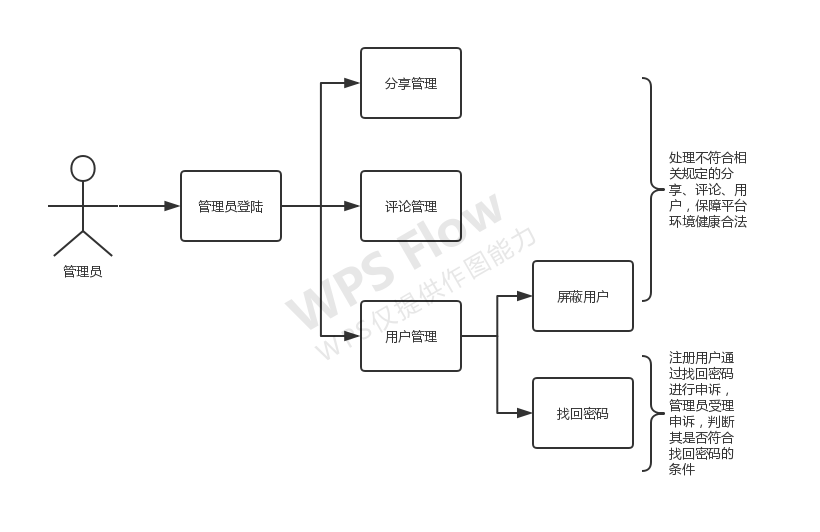 分享管理
处理不符合相
关规定的分
享、评论、用
户，保障平台
环境健康合法
管理员登陆
评论管理
管理员
WPS Flow
WPS仅提供作图能力
屏蔽用户
用户管理
注册用户通
过找回密码
进行申诉，
管理员受理
申诉，判断
其是否符合
找回密码的
条件
找回密码